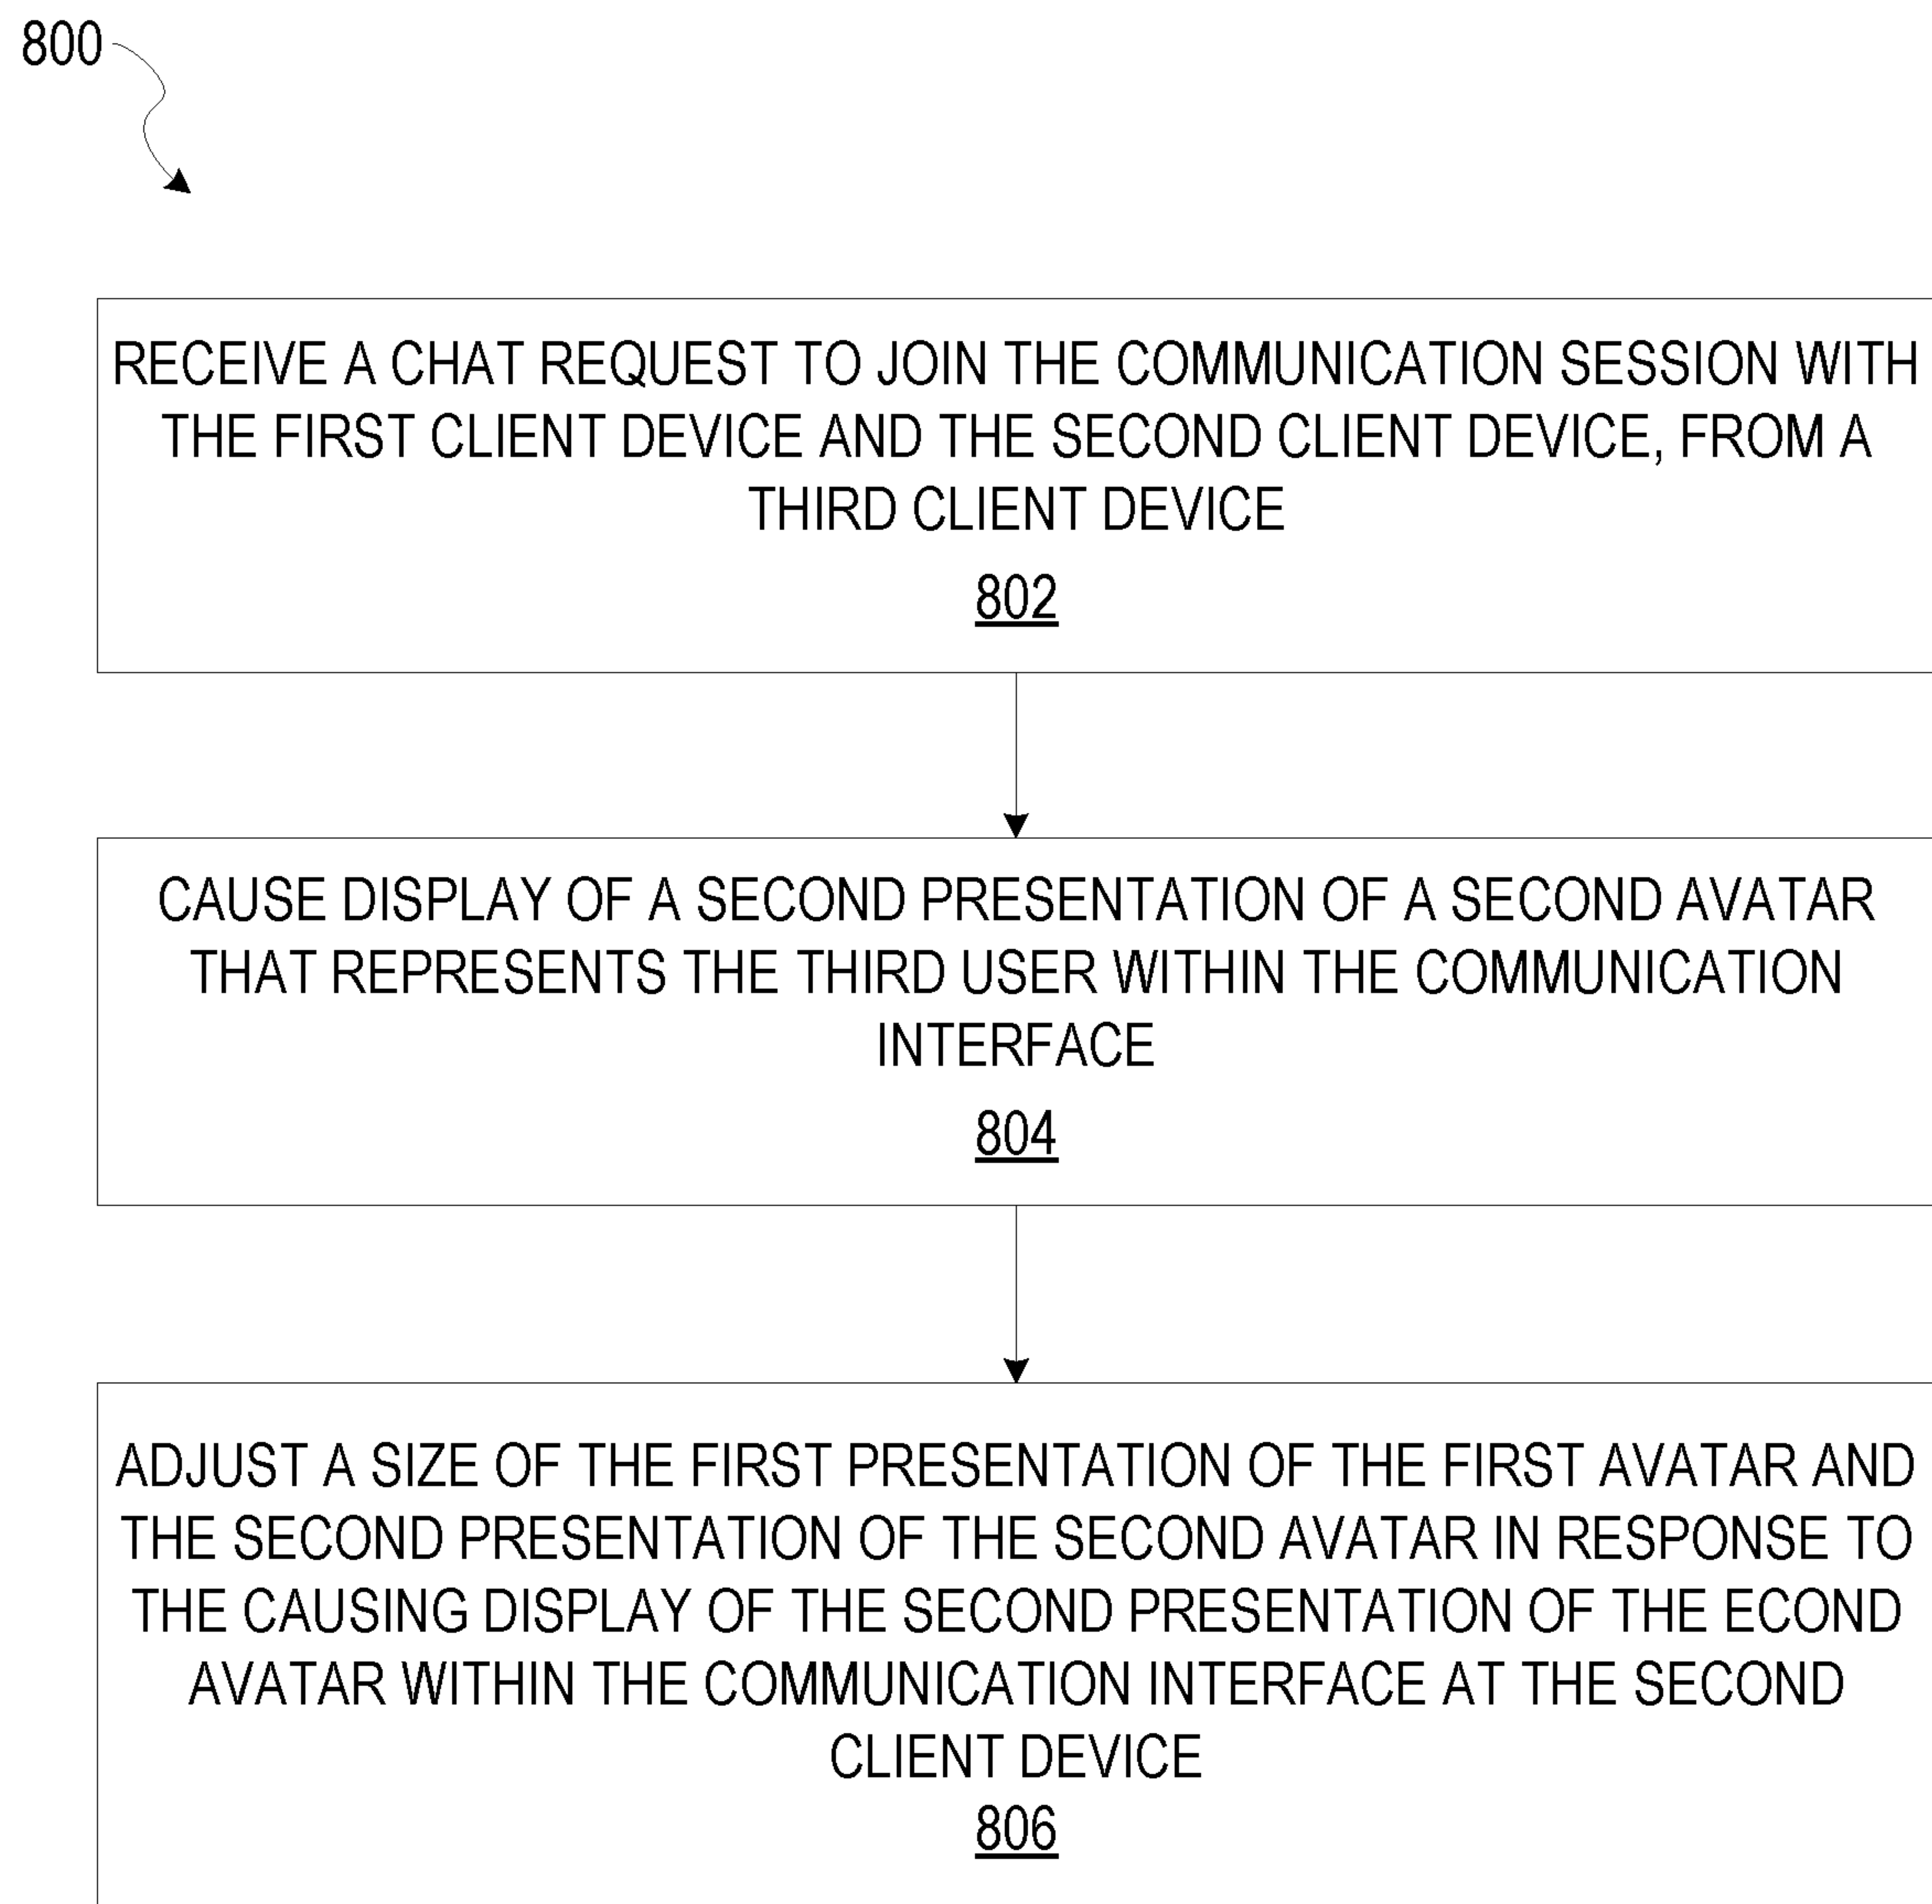 800
RECEIVE A CHAT REQUEST TO JOIN THE COMMUNICATION SESSION WITH
THE FIRST CLIENT DEVICE AND THE SECOND CLIENT DEVICE, FROM A
THIRD CLIENT DEVICE
802
CAUSE DISPLAY OF A SECOND PRESENTATION OF A SECOND AVATAR
THAT REPRESENTS THE THIRD USER WITHIN THE COMMUNICATION
INTERFACE
804
ADJUST A SIZE OF THE FIRST PRESENTATION OF THE FIRST AVATAR AND
THE SECOND PRESENTATION OF THE SECOND AVATAR IN RESPONSE TO
THE CAUSING DISPLAY OF THE SECOND PRESENTATION OF THE ECOND
AVATAR WITHIN THE COMMUNICATION INTERFACE AT THE SECOND
CLIENT DEVICE
806